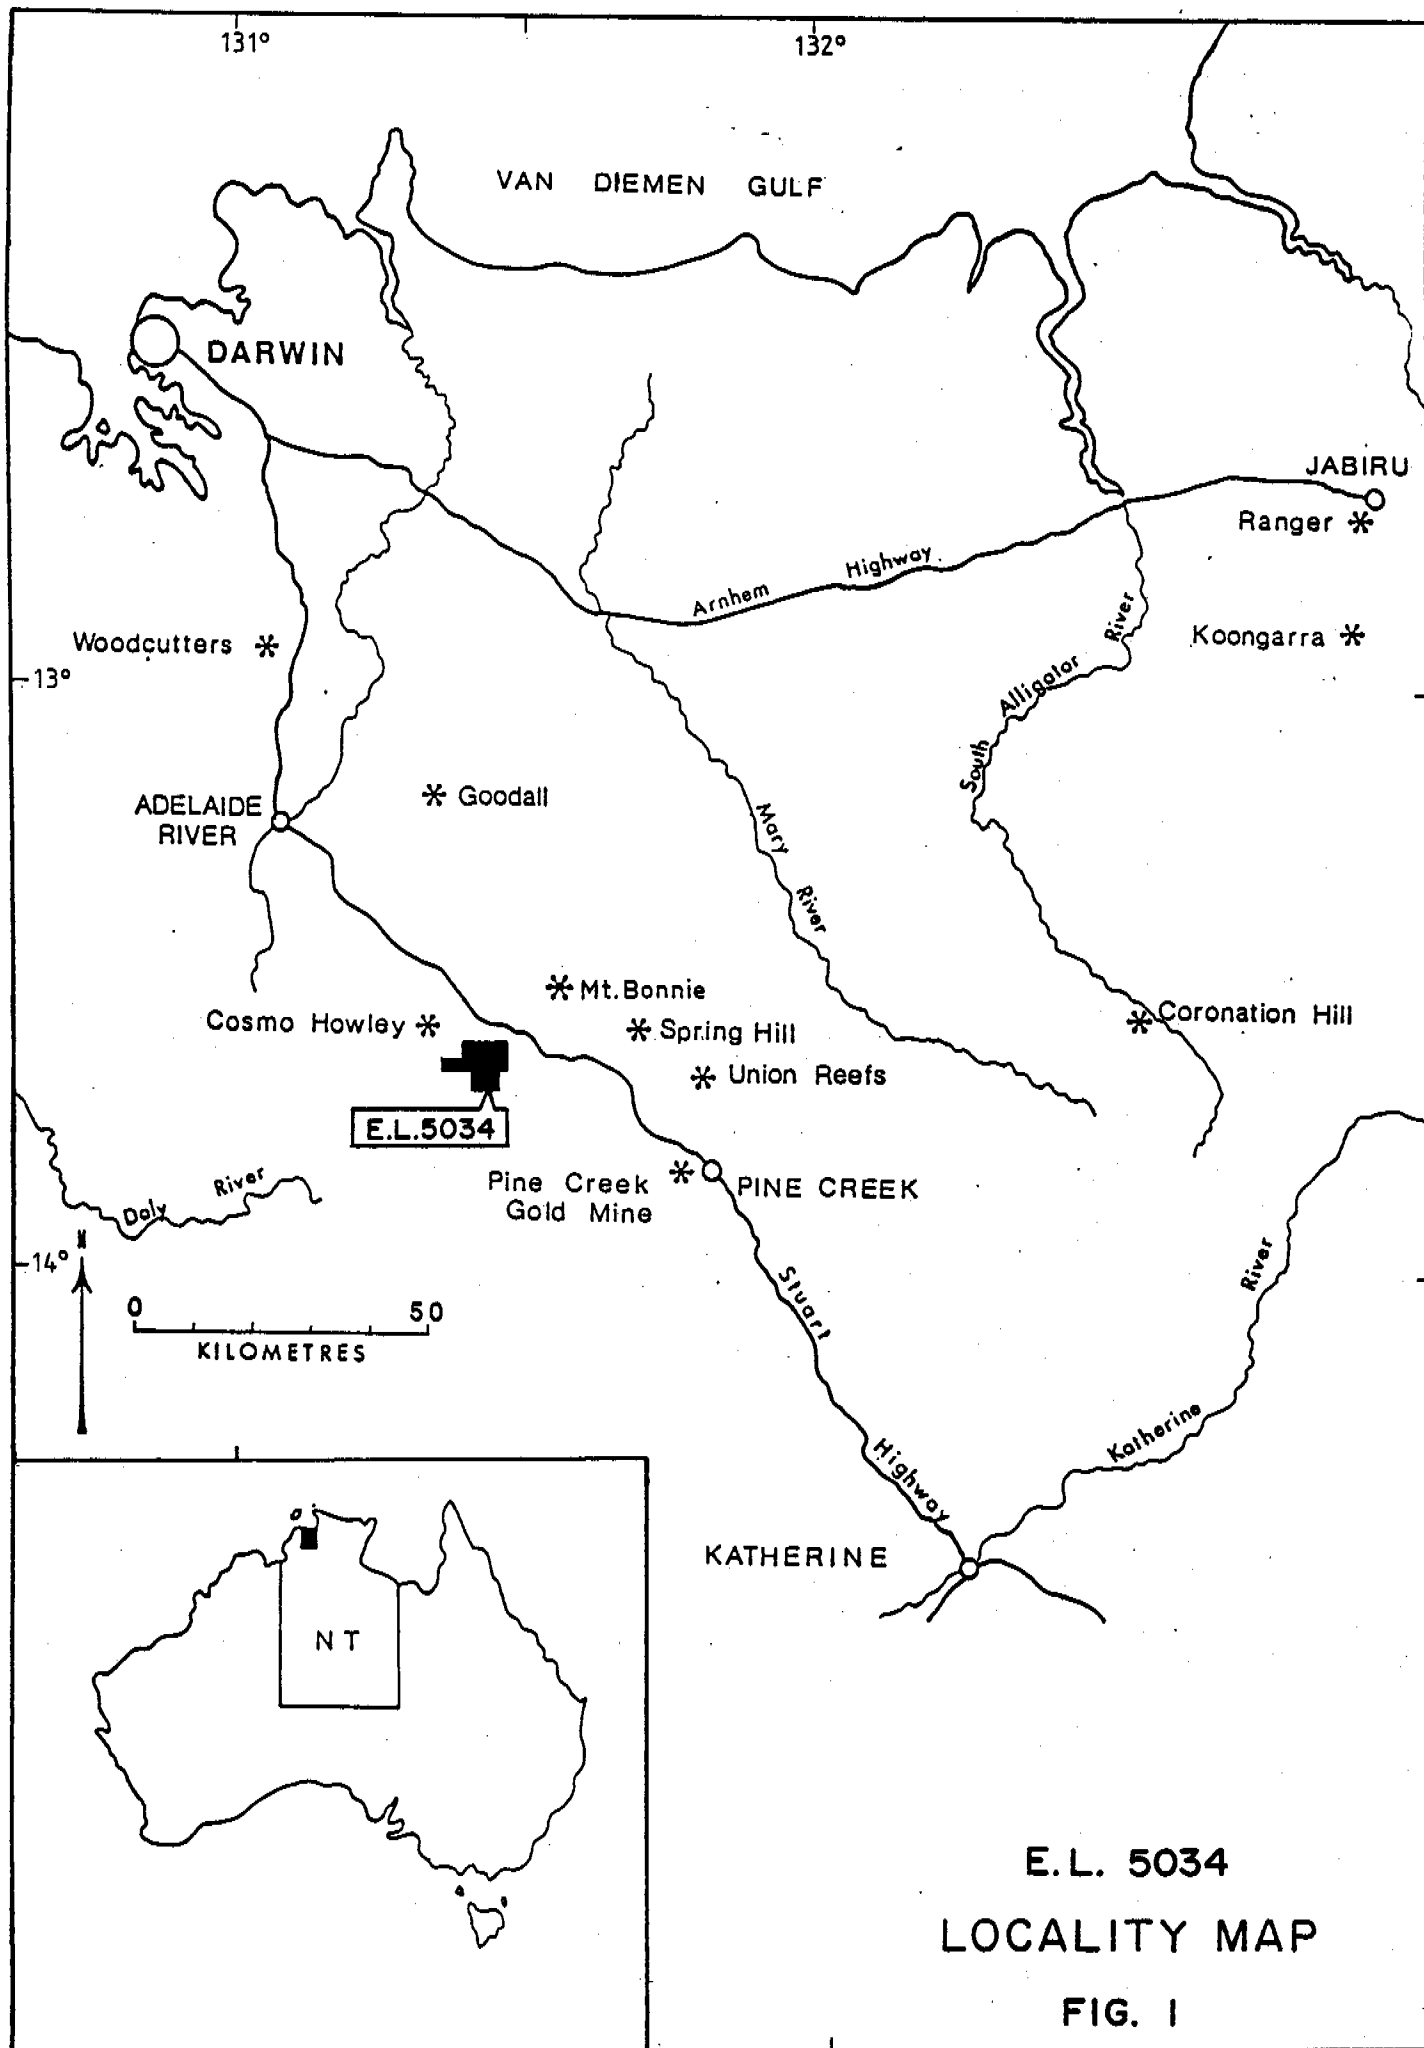 131°
132°
VAN DIEMEN GULF
DARWIN
JABIRU
Ranger
Arnhem Highway
Woodcutters
Koongarra
13°
South Alligator River
ADELAIDE
RIVER
Goodall
Mary River
Mt. Bonnie
Cosmo Howley
Spring Hill
Coronation Hill
Union Reefs
E.L.5034
Pine Creek
Gold Mine
PINE CREEK
Daly River
N
14°
0 50
KILOMETRES
Stuart Highway
Katherine River
KATHERINE
NT
E.L. 5034
LOCALITY MAP
FIG. 1